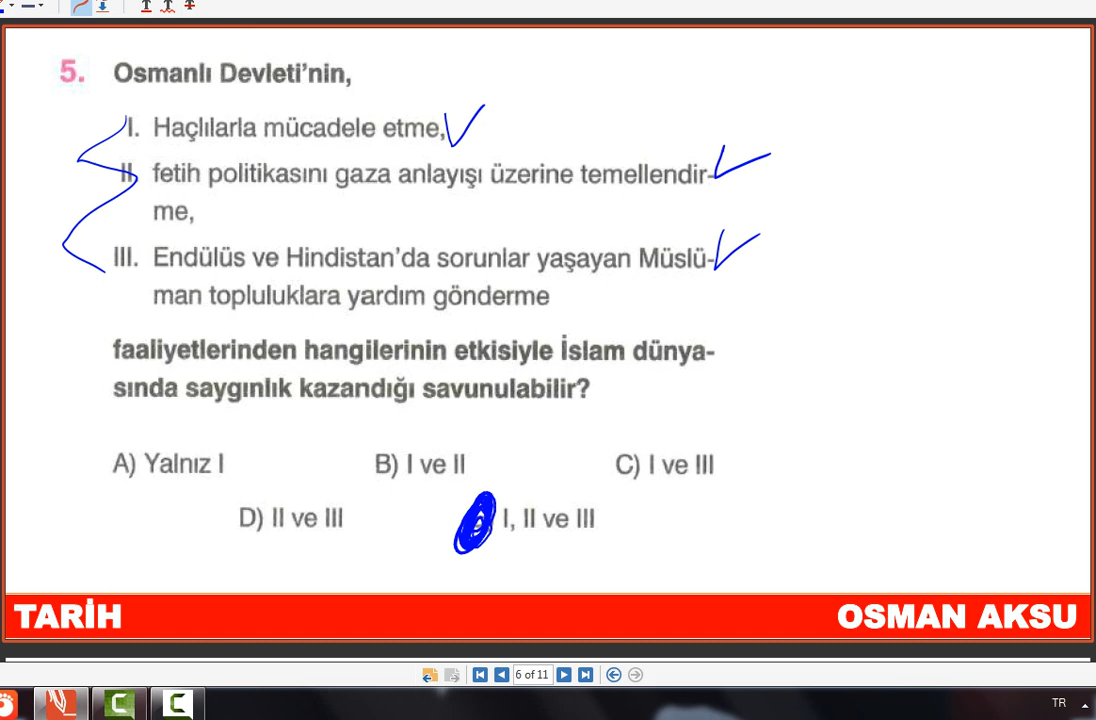 5. Osmanlı Devleti'nin,
I. Haçlılarla mücadele etme,
II. fetih politikasını gaza anlayışı üzerine temellendir-
me,
III. Endülüs ve Hindistan'da sorunlar yaşayan Müslü-
man topluluklara yardım gönderme
faaliyetlerinden hangilerinin etkisiyle İslam dünya-
sında saygınlık kazandığı savunulabilir?
A) Yalnız I B) I ve II C) I ve III
D) II ve III I, II ve III
TARİH OSMAN AKSU
6 of 11
TR